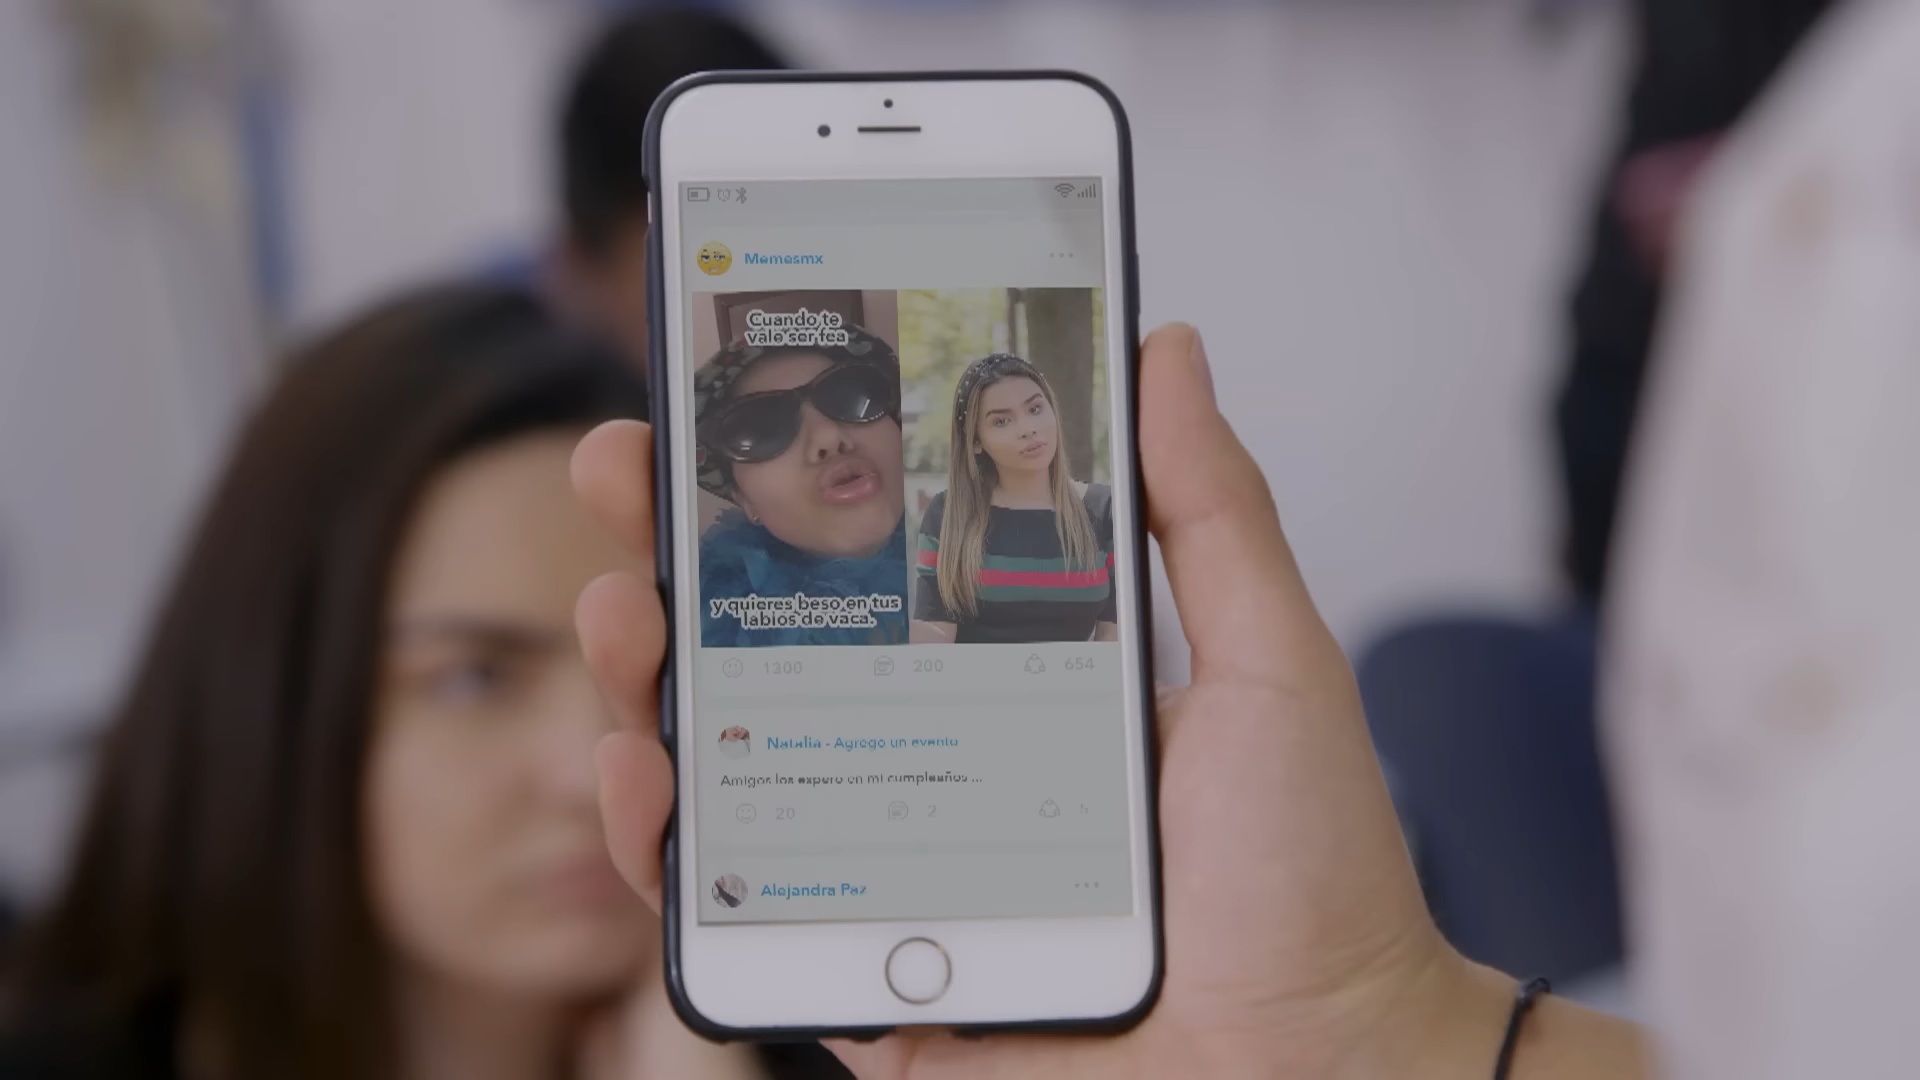 Memesmx
Cuando te
vale ser fea
y quieres beso en tus
labios de vaca.
1300 200 654
Natalia - Agrego un evento
Amigos los espero en mi cumpleaños ...
20 2
Alejandra Paz